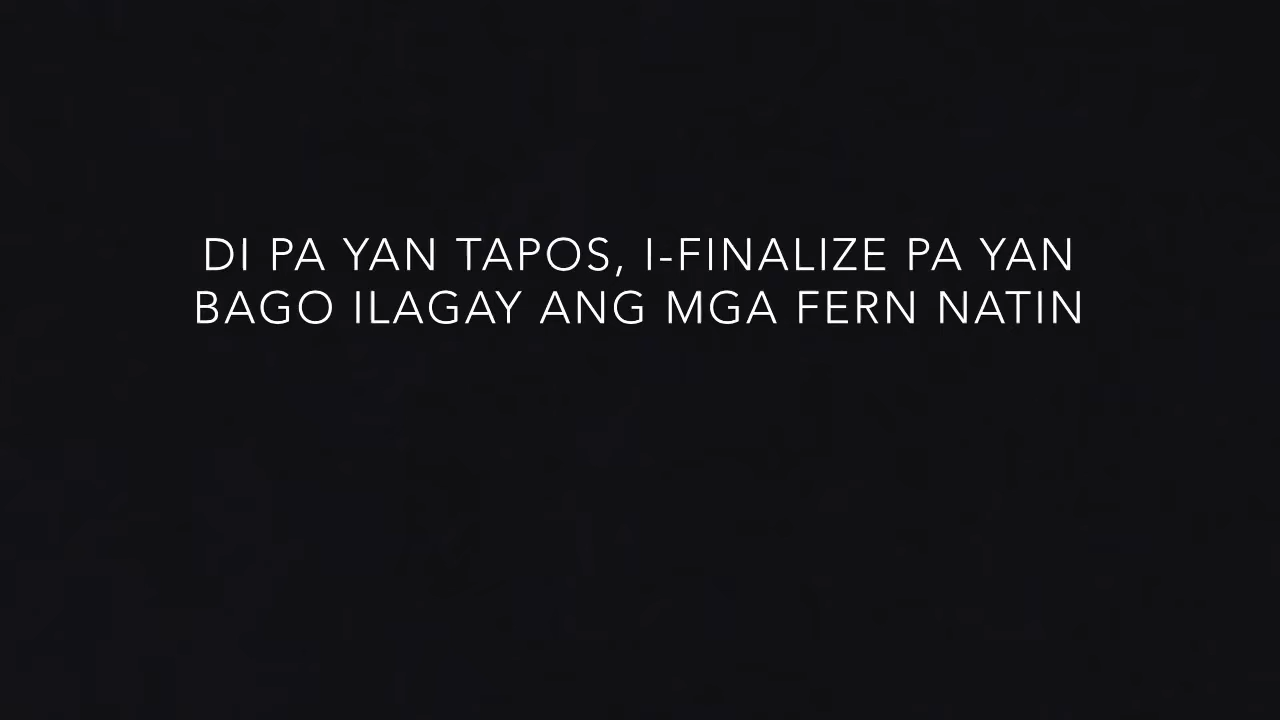 DI PA YAN TAPOS, I-FINALIZE PA YAN
BAGO ILAGAY ANG MGA FERN NATIN